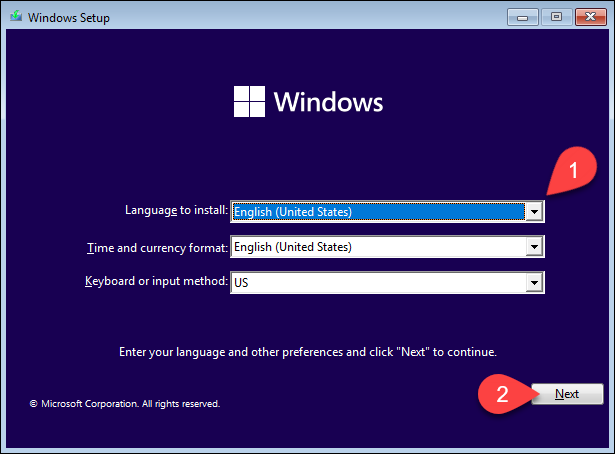 Windows Setup
Windows
1
Language to install: English (United States)
Time and currency format: English (United States)
Keyboard or input method: US
Enter your language and other preferences and click "Next" to continue.
2 Next
© Microsoft Corporation. All rights reserved.